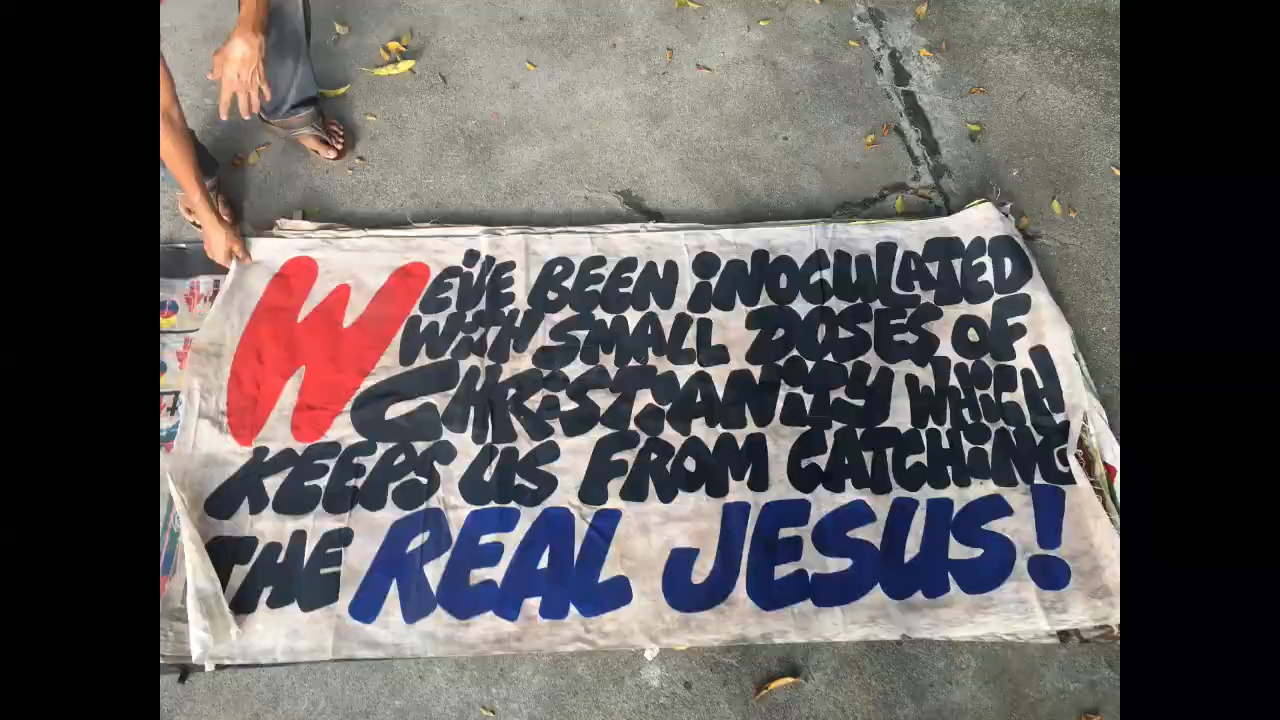 WE'VE BEEN INOCULATED
WITH SMALL DOSES OF
CHRISTIANITY WHICH
KEEPS US FROM CATCHING
THE REAL JESUS!